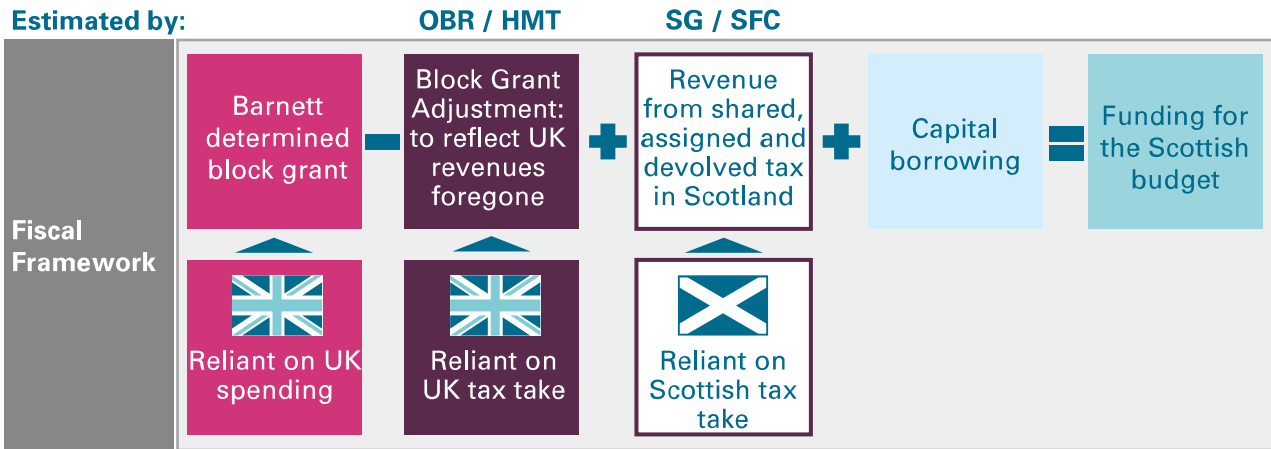 Estimated by:
OBR / HMT
SG / SFC
Fiscal
Framework
Barnett
determined
block grant
Block Grant
Adjustment:
to reflect UK
revenues
foregone
Revenue
from shared,
assigned and
devolved tax
in Scotland
Capital
borrowing
Funding for
the Scottish
budget
Reliant on UK
spending
Reliant on
UK tax take
Reliant on
Scottish tax
take